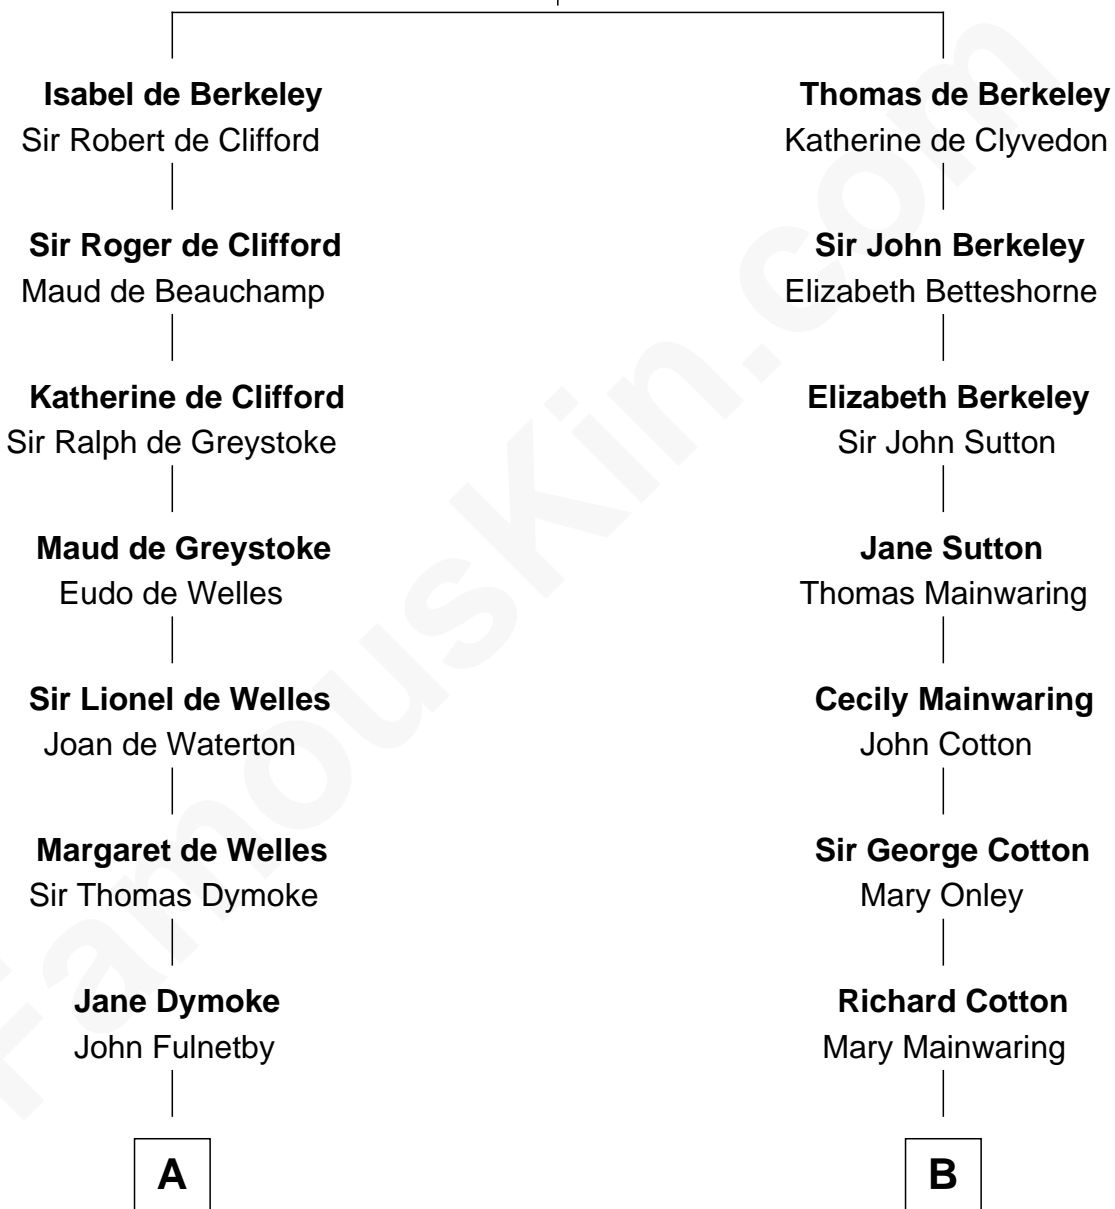 Isabel de Berkeley
Sir Robert de Clifford
Sir Roger de Clifford
Maud de Beauchamp
Katherine de Clifford
Sir Ralph de Greystoke
Maud de Greystoke
Eudo de Welles
Sir Lionel de Welles
Joan de Waterton
Margaret de Welles
Sir Thomas Dymoke
Jane Dymoke
John Fulnetby
A
Thomas de Berkeley
Katherine de Clyvedon
Sir John Berkeley
Elizabeth Betteshorne
Elizabeth Berkeley
Sir John Sutton
Jane Sutton
Thomas Mainwaring
Cecily Mainwaring
John Cotton
Sir George Cotton
Mary Onley
Richard Cotton
Mary Mainwaring
B
FamousKin.com